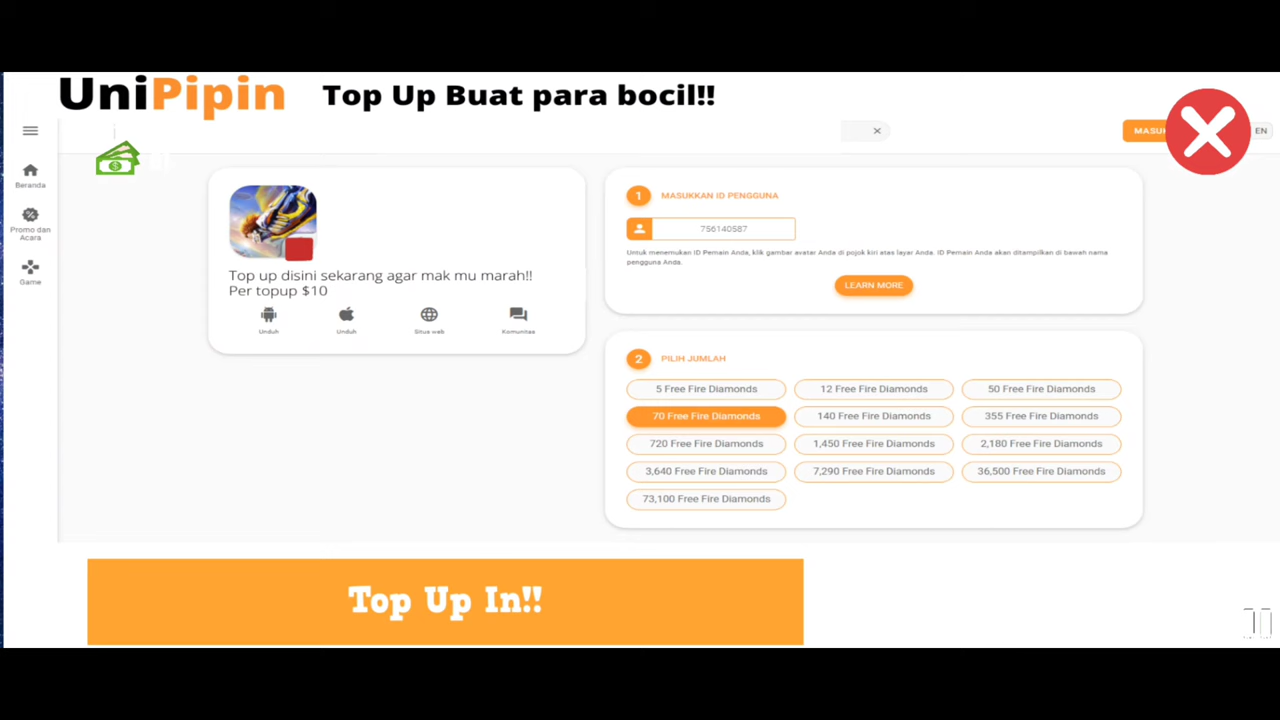 UniPipin
Top Up Buat para bocil!!
MASUK
EN
Beranda
Promo dan
Acara
Game
Top up disini sekarang agar mak mu marah!!
Per topup $10
Unduh
Unduh
Situa wab
Komunitas
1
MASUKKAN ID PENGGUNA
756140587
Untuk menemukan ID Pemain Anda, klik gambar avatar Anda di pojok kiri atas layar Anda. ID Pemain Anda akan ditampilkan di bawah nama
pengguna Anda.
LEARN MORE
2
PILIH JUMLAH
5 Free Fire Diamonds
12 Free Fire Diamonds
50 Free Fire Diamonds
70 Free Fire Diamonds
140 Free Fire Diamonds
355 Free Fire Diamonds
720 Free Fire Diamonds
1,450 Free Fire Diamonds
2,180 Free Fire Diamonds
3,640 Free Fire Diamonds
7,290 Free Fire Diamonds
36,500 Free Fire Diamonds
73,100 Free Fire Diamonds
Top Up In!!